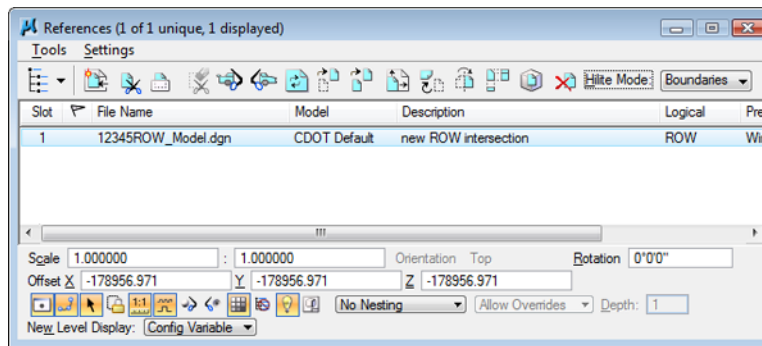 References (1 of 1 unique, 1 displayed)
Tools Settings
Hilite Mode: Boundaries
Slot File Name Model Description Logical Pre
1 12345ROW_Model.dgn CDOT Default new ROW intersection ROW Wi
Scale 1.000000 : 1.000000 Orientation Top Rotation 0°0'0"
Offset X -178956.971 Y -178956.971 Z -178956.971
1:1 No Nesting Allow Overrides Depth: 1
New Level Display: Config Variable